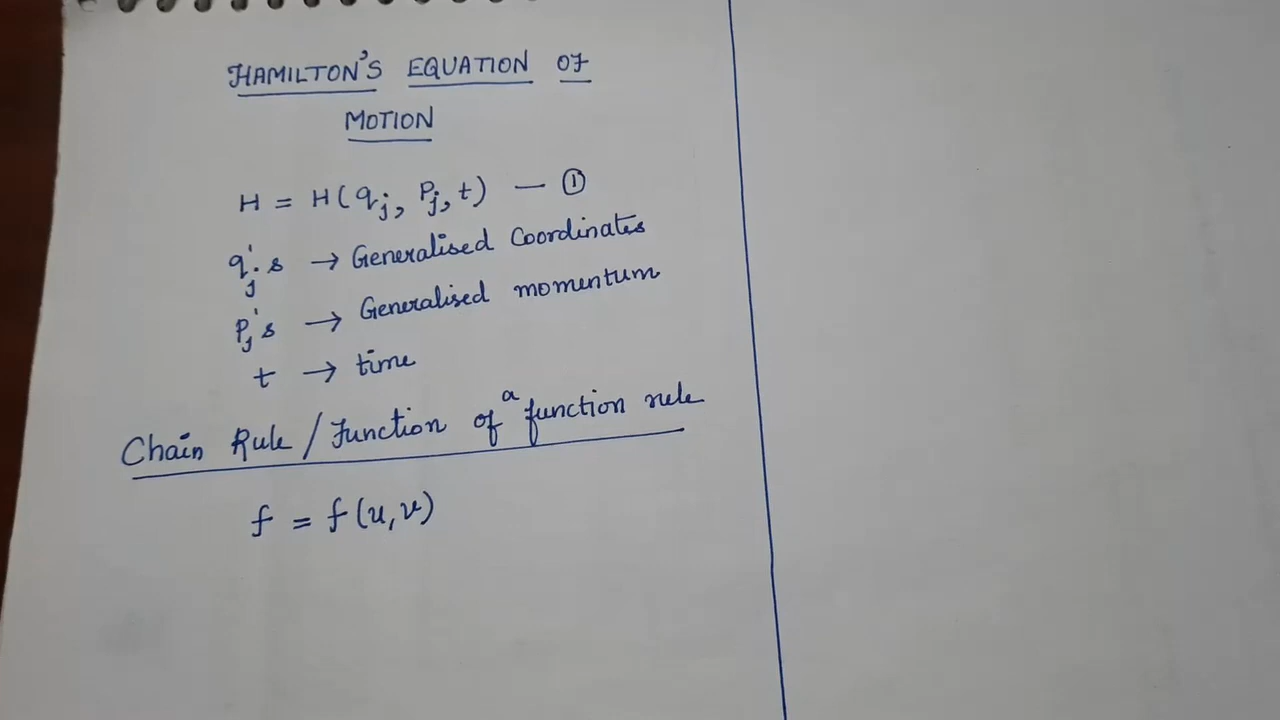 HAMILTON'S EQUATION OF
MOTION
H = H(qj, Pj, t) — ①
qj's → Generalised Coordinates
Pj's → Generalised momentum
t → time
Chain Rule / Function of a function rule
f = f(u,v)